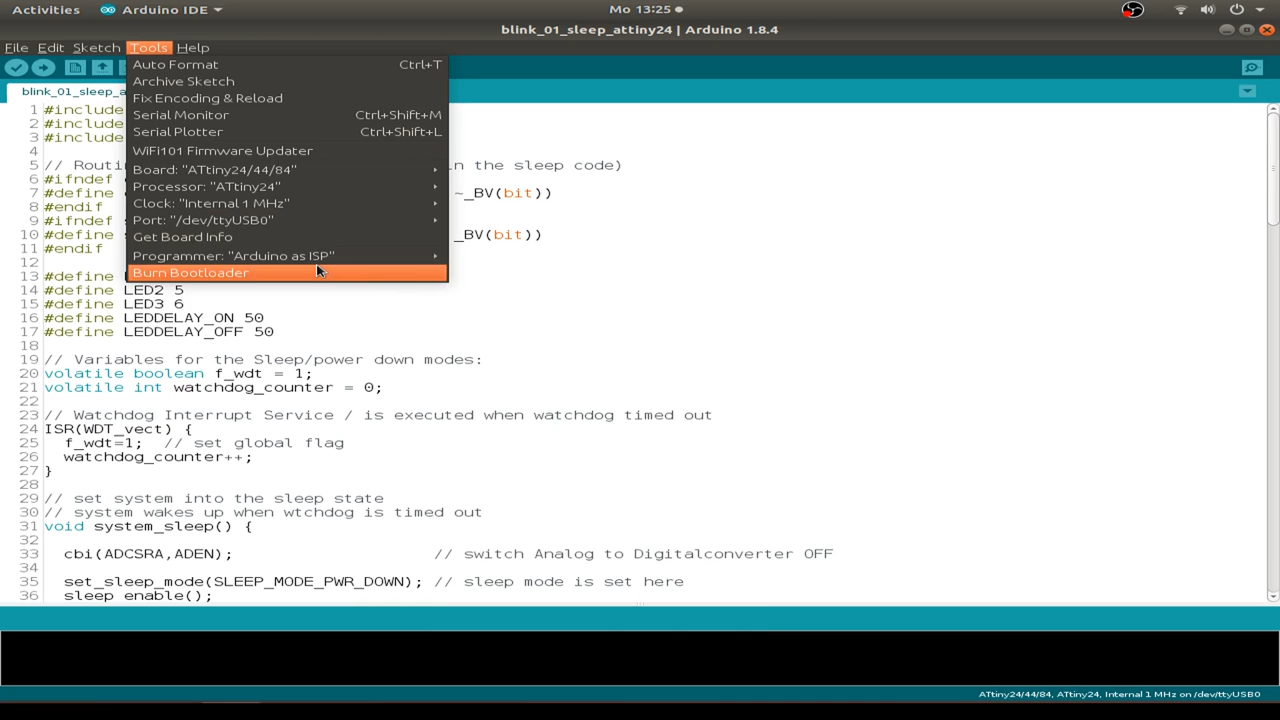 Activities Arduino IDE Mo 13:25
blink_01_sleep_attiny24 | Arduino 1.8.4
File Edit Sketch Tools Help
Auto Format Ctrl+T
Archive Sketch
Fix Encoding & Reload
Serial Monitor Ctrl+Shift+M
Serial Plotter Ctrl+Shift+L
WiFi101 Firmware Updater
Board: "ATtiny24/44/84"
Processor: "ATtiny24"
Clock: "Internal 1 MHz"
Port: "/dev/ttyUSB0"
Get Board Info
Programmer: "Arduino as ISP"
Burn Bootloader
blink_01_sleep_a
1 #include
2 #include
3 #include
4
5 // Routin in the sleep code)
6 #ifndef
7 #define ~_BV(bit))
8 #endif
9 #ifndef
10 #define _BV(bit))
11 #endif
12
13 #define
14 #define LED2 5
15 #define LED3 6
16 #define LEDDELAY_ON 50
17 #define LEDDELAY_OFF 50
18
19 // Variables for the Sleep/power down modes:
20 volatile boolean f_wdt = 1;
21 volatile int watchdog_counter = 0;
22
23 // Watchdog Interrupt Service / is executed when watchdog timed out
24 ISR(WDT_vect) {
25 f_wdt=1; // set global flag
26 watchdog_counter++;
27 }
28
29 // set system into the sleep state
30 // system wakes up when wtchdog is timed out
31 void system_sleep() {
32
33 cbi(ADCSRA,ADEN); // switch Analog to Digitalconverter OFF
34
35 set_sleep_mode(SLEEP_MODE_PWR_DOWN); // sleep mode is set here
36 sleep_enable();
ATtiny24/44/84, ATtiny24, Internal 1 MHz on /dev/ttyUSB0